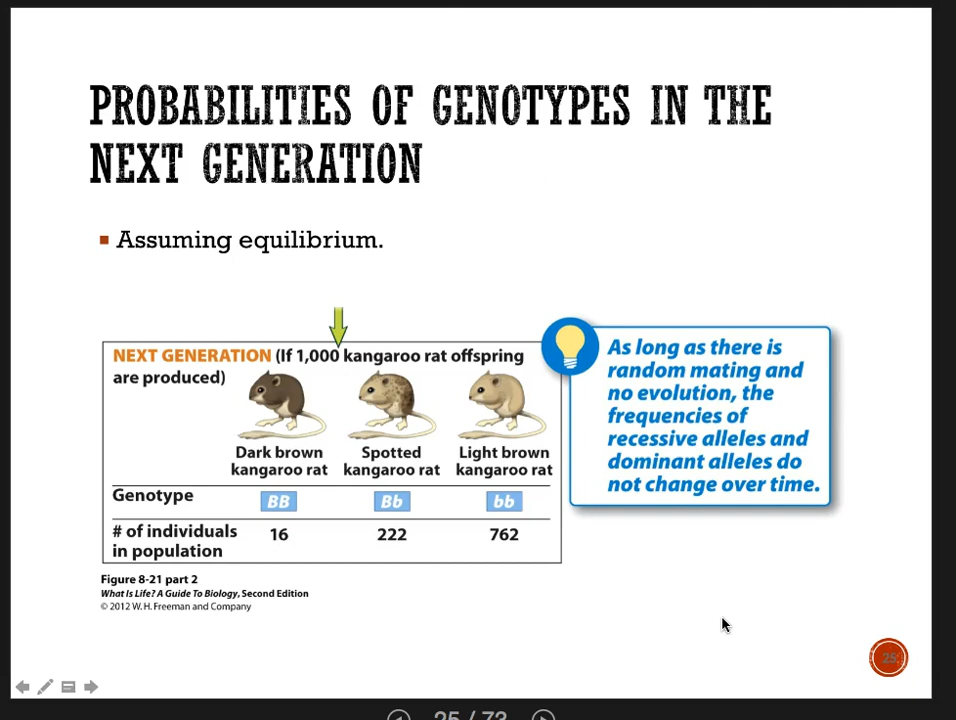 PROBABILITIES OF GENOTYPES IN THE
NEXT GENERATION
Assuming equilibrium.
NEXT GENERATION (If 1,000 kangaroo rat offspring
are produced)
Dark brown
kangaroo rat
Spotted
kangaroo rat
Light brown
kangaroo rat
Genotype BB Bb bb
# of individuals
in population
16 222 762
As long as there is
random mating and
no evolution, the
frequencies of
recessive alleles and
dominant alleles do
not change over time.
Figure 8-21 part 2
What Is Life? A Guide To Biology, Second Edition
© 2012 W. H. Freeman and Company
25
25 / 73